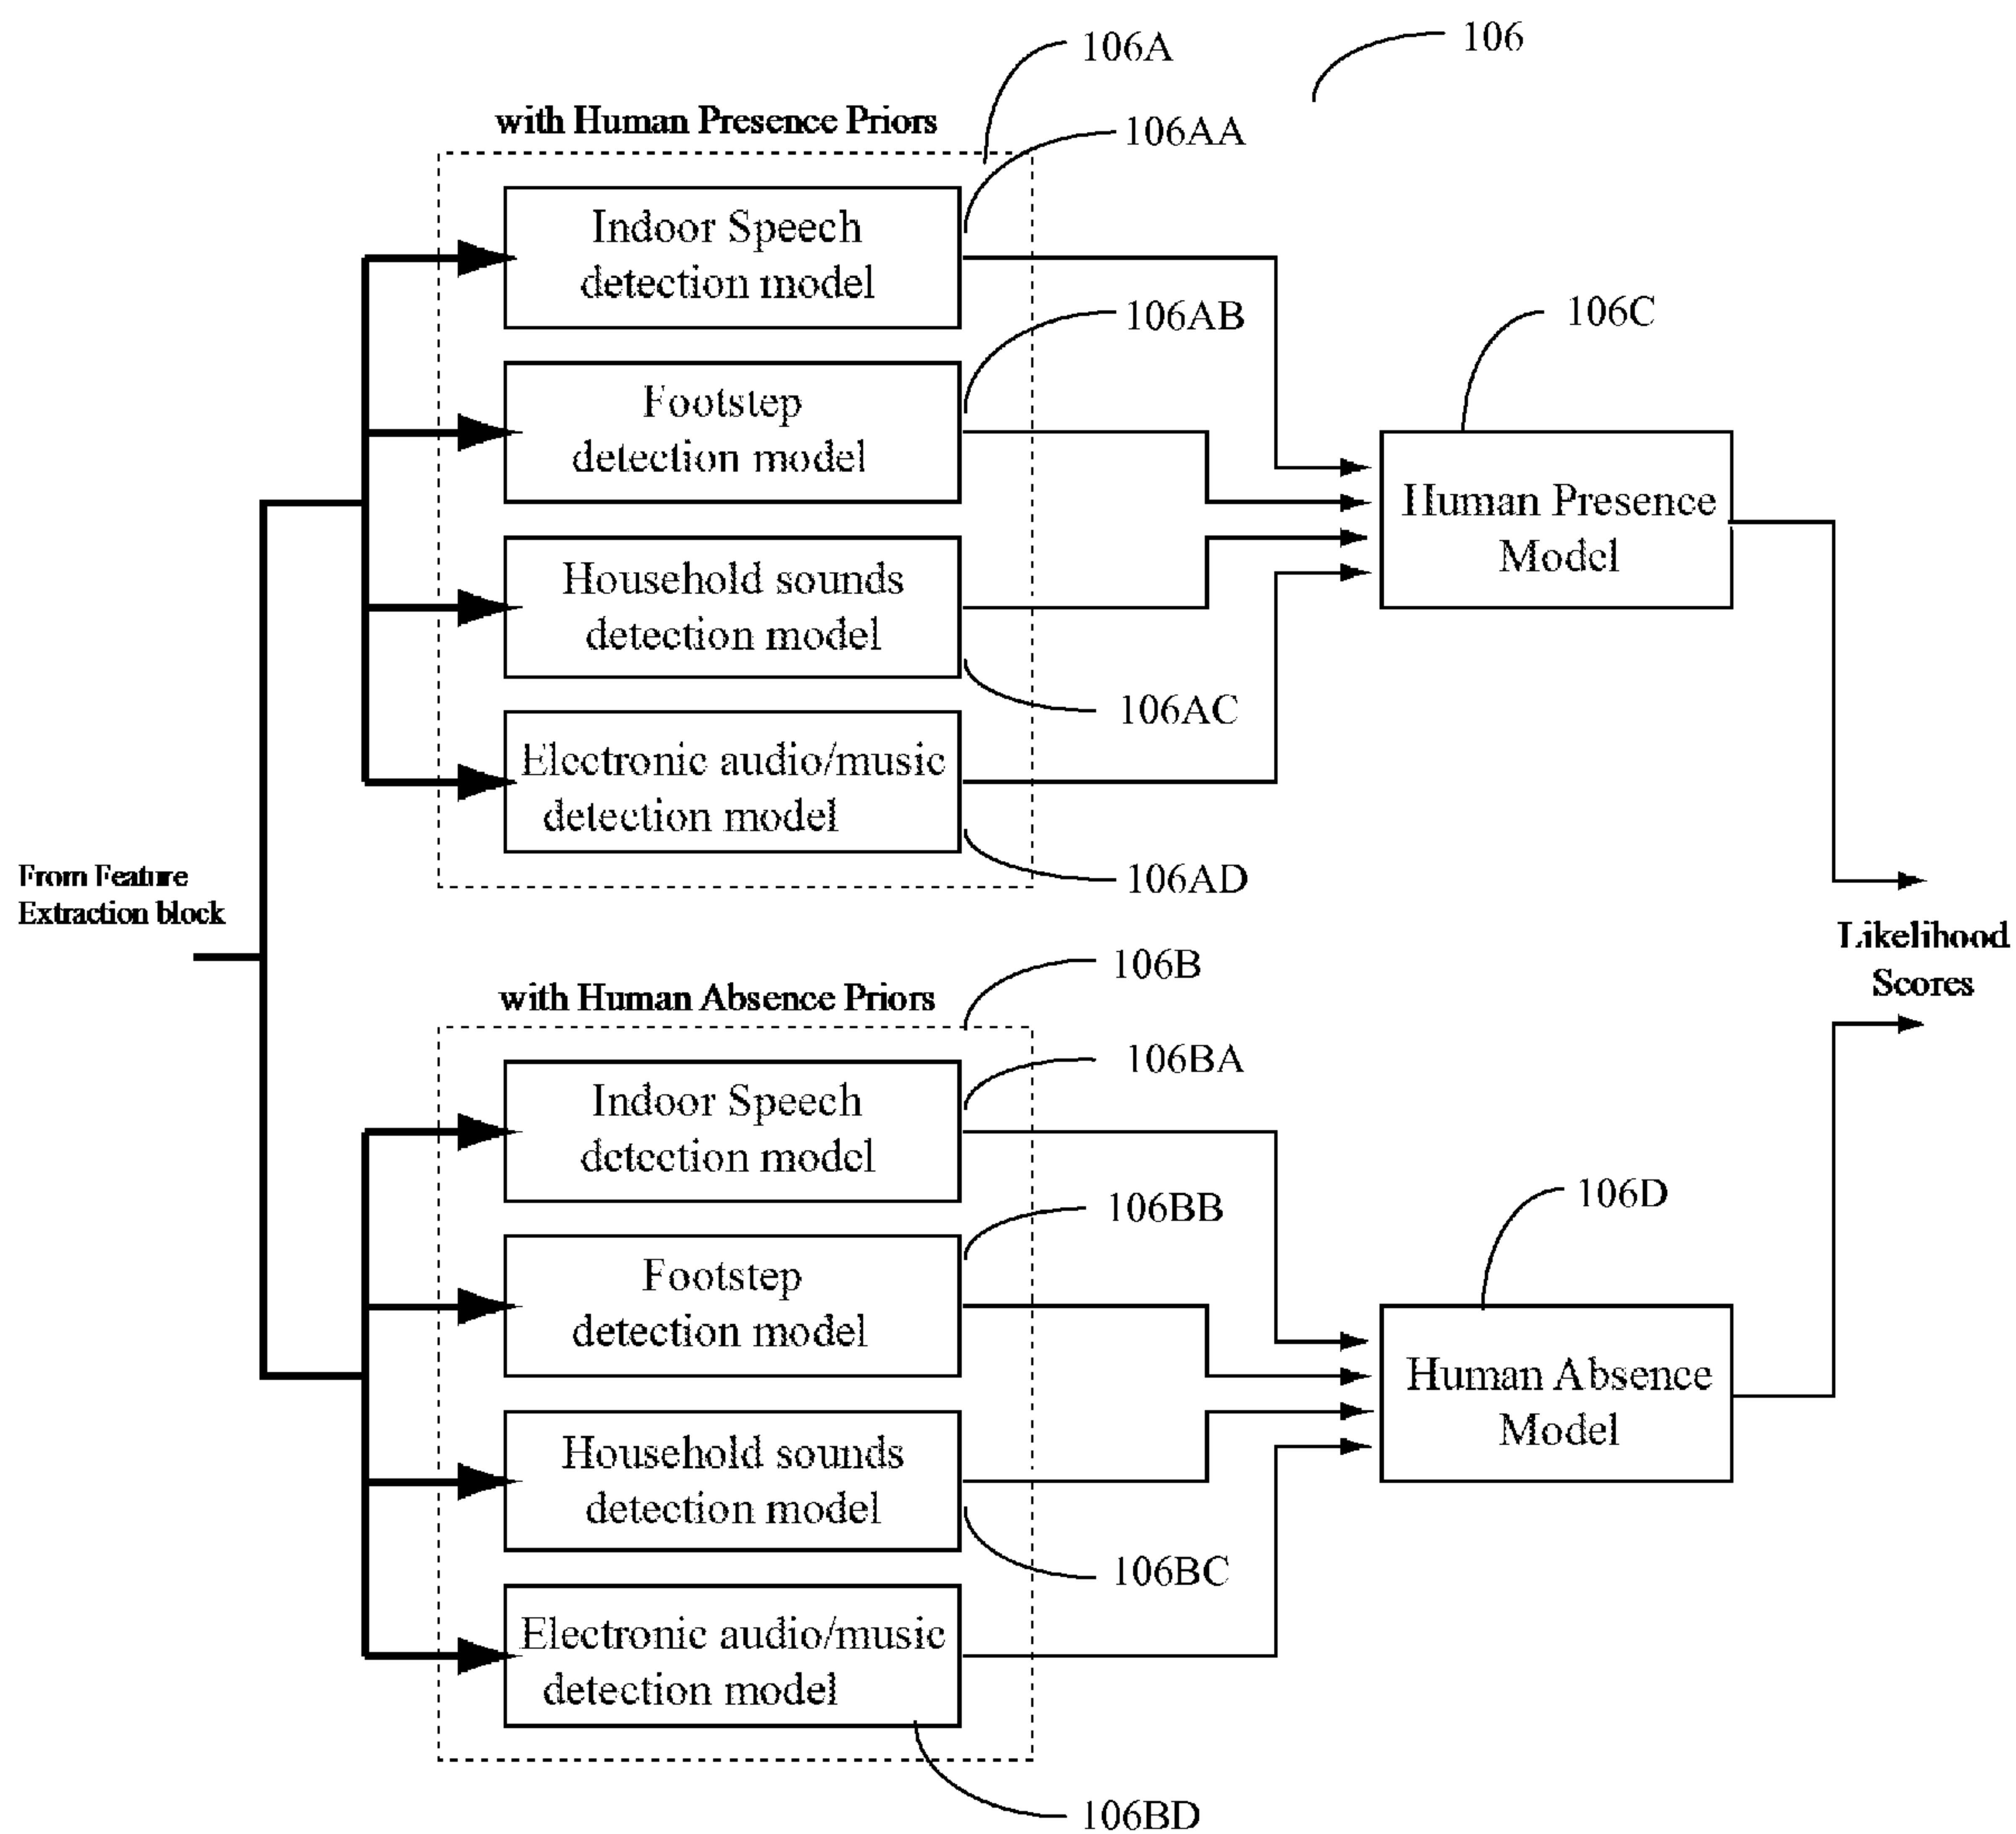 106A
106
with Human Presence Priors
106AA
Indoor Speech
detection model
106AB
106C
Footstep
detection model
Human Presence
Model
Household sounds
detection model
106AC
Electronic audio/music
detection model
106AD
From Feature
Extraction block
Likelihood
Scores
106B
with Human Absence Priors
106BA
Indoor Speech
detection model
106BB
106D
Footstep
detection model
Human Absence
Model
Household sounds
detection model
106BC
Electronic audio/music
detection model
106BD